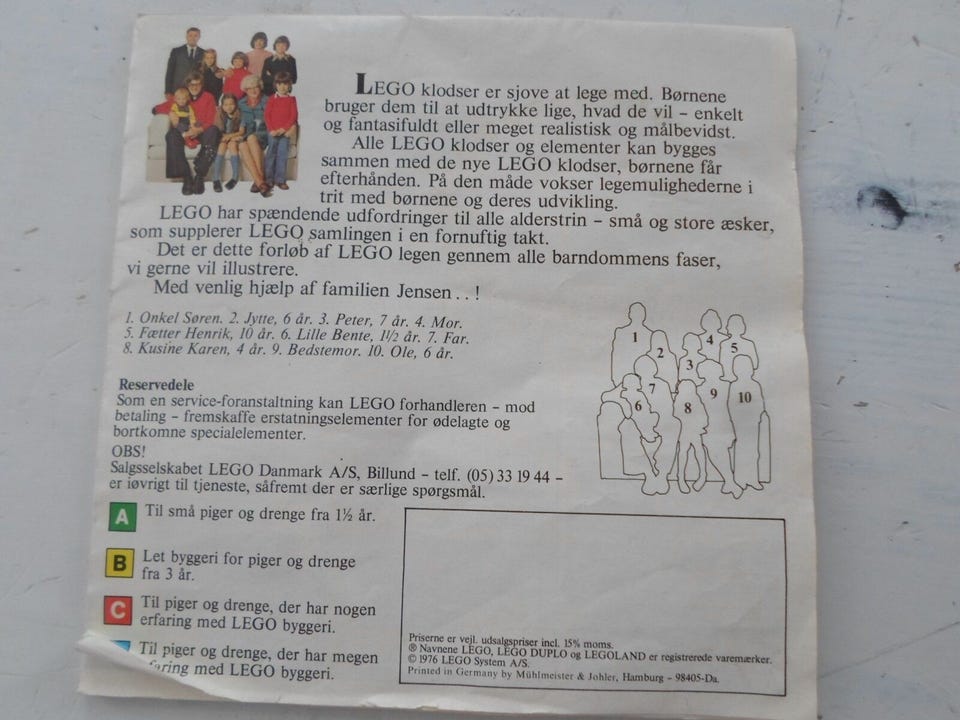 LEGO klodser er sjove at lege med. Børnene
bruger dem til at udtrykke lige, hvad de vil – enkelt
og fantasifuldt eller meget realistisk og målbevidst.
Alle LEGO klodser og elementer kan bygges
sammen med de nye LEGO klodser, børnene får
efterhånden. På den måde vokser legemulighederne i
trit med børnene og deres udvikling.
LEGO har spændende udfordringer til alle alderstrin – små og store æsker,
som supplerer LEGO samlingen i en fornuftig takt.
Det er dette forløb af LEGO legen gennem alle barndommens faser,
vi gerne vil illustrere.
Med venlig hjælp af familien Jensen . . !
1. Onkel Søren. 2. Jytte, 6 år. 3. Peter, 7 år. 4. Mor.
5. Fætter Henrik, 10 år. 6. Lille Bente, 1½ år. 7. Far.
8. Kusine Karen, 4 år. 9. Bedstemor. 10. Ole, 6 år.
1
2
3
4
5
6
7
8
9
10
Reservedele
Som en service-foranstaltning kan LEGO forhandleren – mod
betaling – fremskaffe erstatningselementer for ødelagte og
bortkomne specialelementer.
OBS!
Salgsselskabet LEGO Danmark A/S, Billund – telf. (05) 33 19 44 –
er iøvrigt til tjeneste, såfremt der er særlige spørgsmål.
A Til små piger og drenge fra 1½ år.
B Let byggeri for piger og drenge
fra 3 år.
C Til piger og drenge, der har nogen
erfaring med LEGO byggeri.
Til piger og drenge, der har megen
erfaring med LEGO byggeri.
Priserne er vejl. udsalgspriser incl. 15% moms.
® Navnene LEGO, LEGO DUPLO og LEGOLAND er registrerede varemærker.
© 1976 LEGO System A/S.
Printed in Germany by Mühlmeister & Johler, Hamburg – 98405-Da.